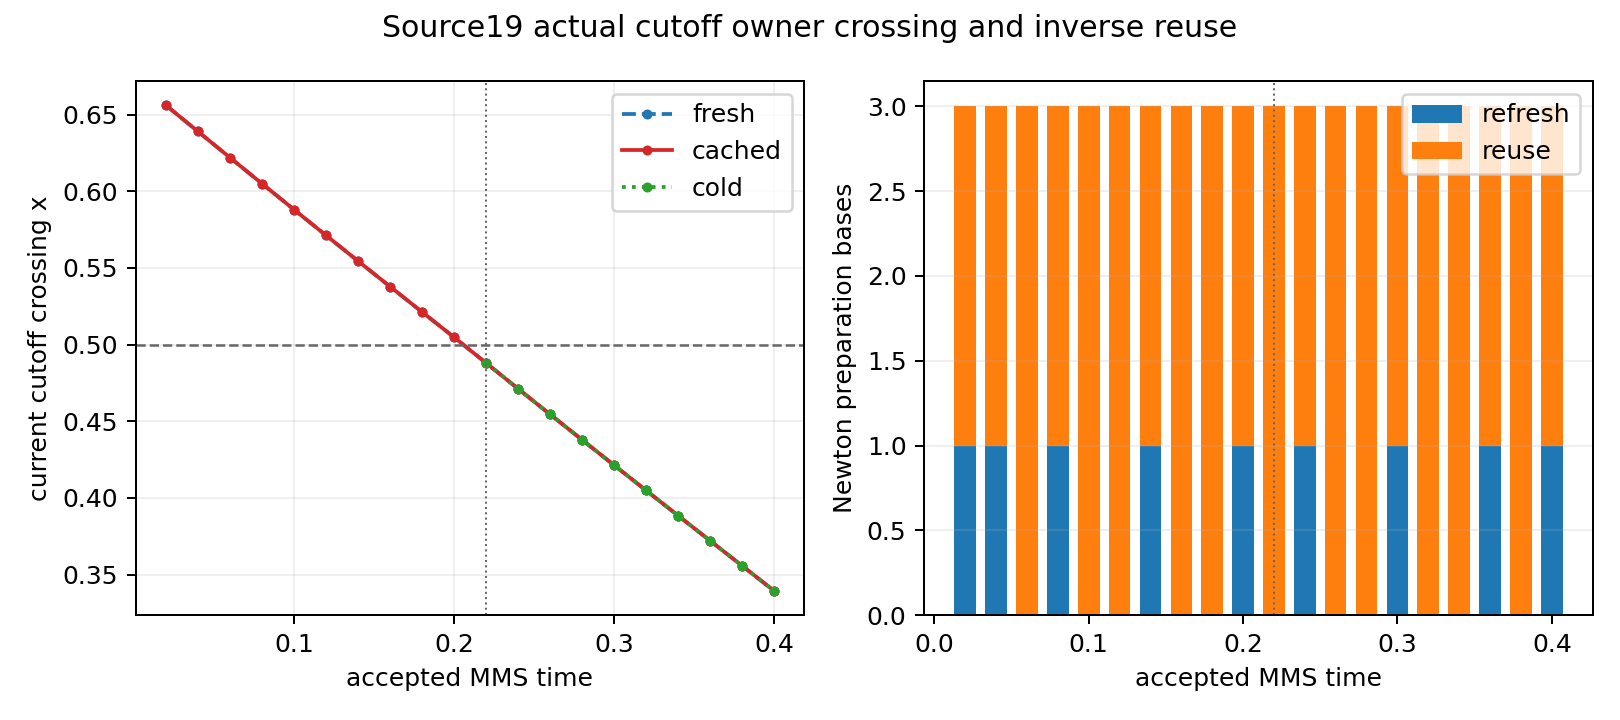 Source19 actual cutoff owner crossing and inverse reuse
current cutoff crossing x
0.65
0.60
0.55
0.50
0.45
0.40
0.35
0.1
0.2
0.3
0.4
accepted MMS time
fresh
cached
cold
Newton preparation bases
3.0
2.5
2.0
1.5
1.0
0.5
0.0
0.0
0.1
0.2
0.3
0.4
accepted MMS time
refresh
reuse